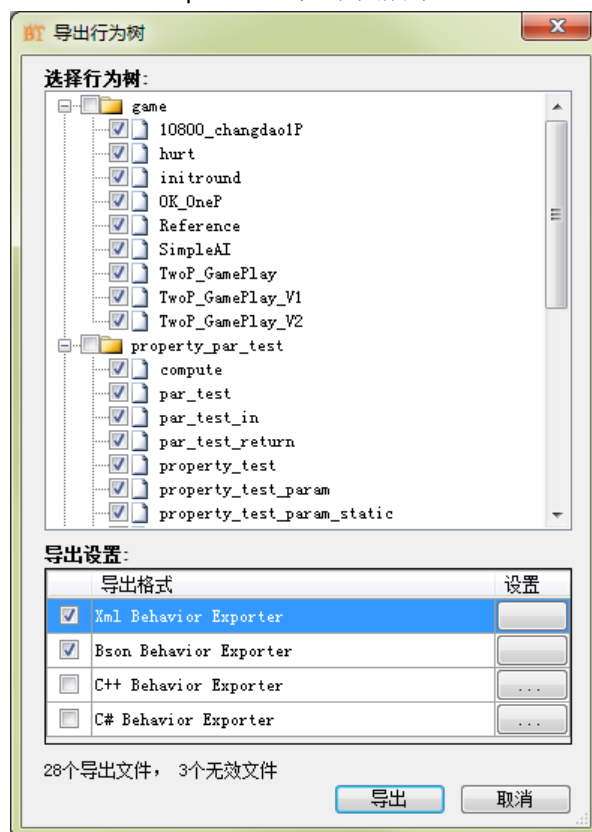 BT 导出行为树
选择行为树:
game
10800_changdao1P
hurt
initround
OK_OneP
Reference
SimpleAI
TwoP_GamePlay
TwoP_GamePlay_V1
TwoP_GamePlay_V2
property_par_test
compute
par_test
par_test_in
par_test_return
property_test
property_test_param
property_test_param_static
导出设置:
导出格式 设置
Xml Behavior Exporter
Bson Behavior Exporter
C++ Behavior Exporter ...
C# Behavior Exporter ...
28个导出文件， 3个无效文件
导出 取消